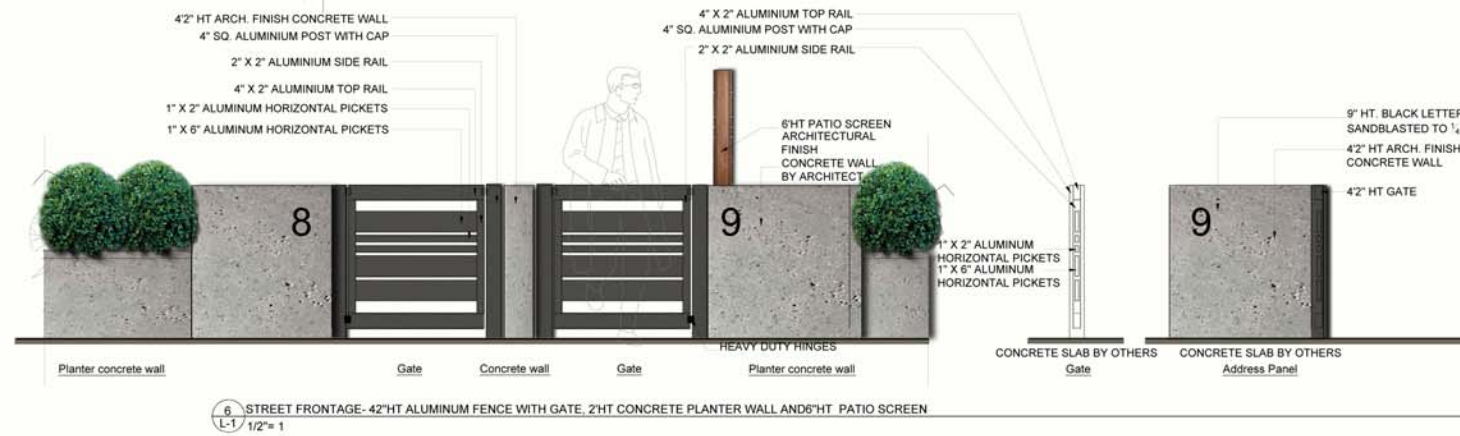 4'2" HT ARCH. FINISH CONCRETE WALL
4" SQ. ALUMINIUM POST WITH CAP
2" X 2" ALUMINIUM SIDE RAIL
4" X 2" ALUMINIUM TOP RAIL
1" X 2" ALUMINUM HORIZONTAL PICKETS
1" X 6" ALUMINUM HORIZONTAL PICKETS
4" X 2" ALUMINIUM TOP RAIL
4" SQ. ALUMINIUM POST WITH CAP
2" X 2" ALUMINIUM SIDE RAIL
6'HT PATIO SCREEN
ARCHITECTURAL
FINISH
CONCRETE WALL
BY ARCHITECT
9" HT. BLACK LETTER
SANDBLASTED TO 1/4
4'2" HT ARCH. FINISH
CONCRETE WALL
4'2" HT GATE
8
9
9
1" X 2" ALUMINUM
HORIZONTAL PICKETS
1" X 6" ALUMINUM
HORIZONTAL PICKETS
HEAVY DUTY HINGES
CONCRETE SLAB BY OTHERS
CONCRETE SLAB BY OTHERS
Planter concrete wall
Gate
Concrete wall
Gate
Planter concrete wall
Gate
Address Panel
6
L-1
STREET FRONTAGE- 42"HT ALUMINUM FENCE WITH GATE, 2'HT CONCRETE PLANTER WALL AND6"HT PATIO SCREEN
1/2"= 1